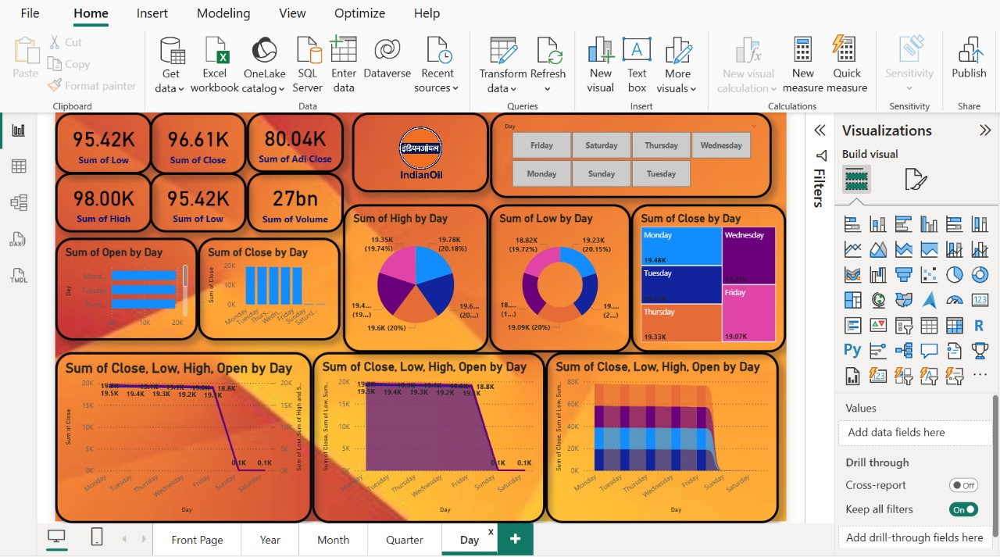 File Home Insert Modeling View Optimize Help
Paste
Cut
Copy
Format painter
Clipboard
Get data
Excel workbook
OneLake catalog
SQL Server
Enter data
Dataverse
Recent sources
Data
Transform data
Refresh
Queries
New visual
Text box
More visuals
Insert
New visual calculation
New measure
Quick measure
Calculations
Sensitivity
Sensitivity
Publish
Share
95.42K
Sum of Low
96.61K
Sum of Close
80.04K
Sum of Adj Close
98.00K
Sum of High
95.42K
Sum of Low
27bn
Sum of Volume
इंडियनऑयल
IndianOil
Day
Friday Saturday Thursday Wednesday
Monday Sunday Tuesday
Sum of Open by Day
Day
Mond...
Tuesday
Thurs...
0K 10K 20K
Sum of Close by Day
Sum of Close
20K
10K
0K
Monday Tuesday Thurs... Wedn... Friday Sunday Saturd...
Sum of High by Day
19.35K (19.74%)
19.78K (20.18%)
19.4... (19...)
19.6... (20...)
19.6K (20%)
Sum of Low by Day
18.82K (19.72%)
19.23K (20.15%)
18.... (1...)
19.... (2...)
19.09K (20%)
Sum of Close by Day
Monday
19.48K
Tuesday
Thursday
19.33K
Wednesday
Friday
19.07K
Sum of Close, Low, High, Open by Day
Sum of Close
20K
15K
10K
5K
0K
19.5K 19.4K 19.3K 19.2K 19.1K
18.8K
0.1K 0.1K
20K
15K
10K
5K
0K
Sum of Low, Sum of High and S...
Monday Tuesday Thursday Wednesday Friday Sunday Saturday
Day
Sum of Close, Low, High, Open by Day
Sum of Close, Sum of Low, Sum...
20K
15K
10K
5K
0K
19.5K 19.4K 19.3K 19.2K 19.1K
18.8K
0.1K 0.1K
Monday Tuesday Thursday Wednesday Friday Sunday Saturday
Day
Sum of Close, Low, High, Open by Day
Sum of Close, Sum of Low, Sum...
80K
60K
40K
20K
0K
Monday Tuesday Thursday Wednesday Friday Sunday Saturday
Day
Filters
Visualizations
Build visual
Values
Add data fields here
Drill through
Cross-report Off
Keep all filters On
Add drill-through fields here
DAX
TMDL
Front Page Year Month Quarter Day x +